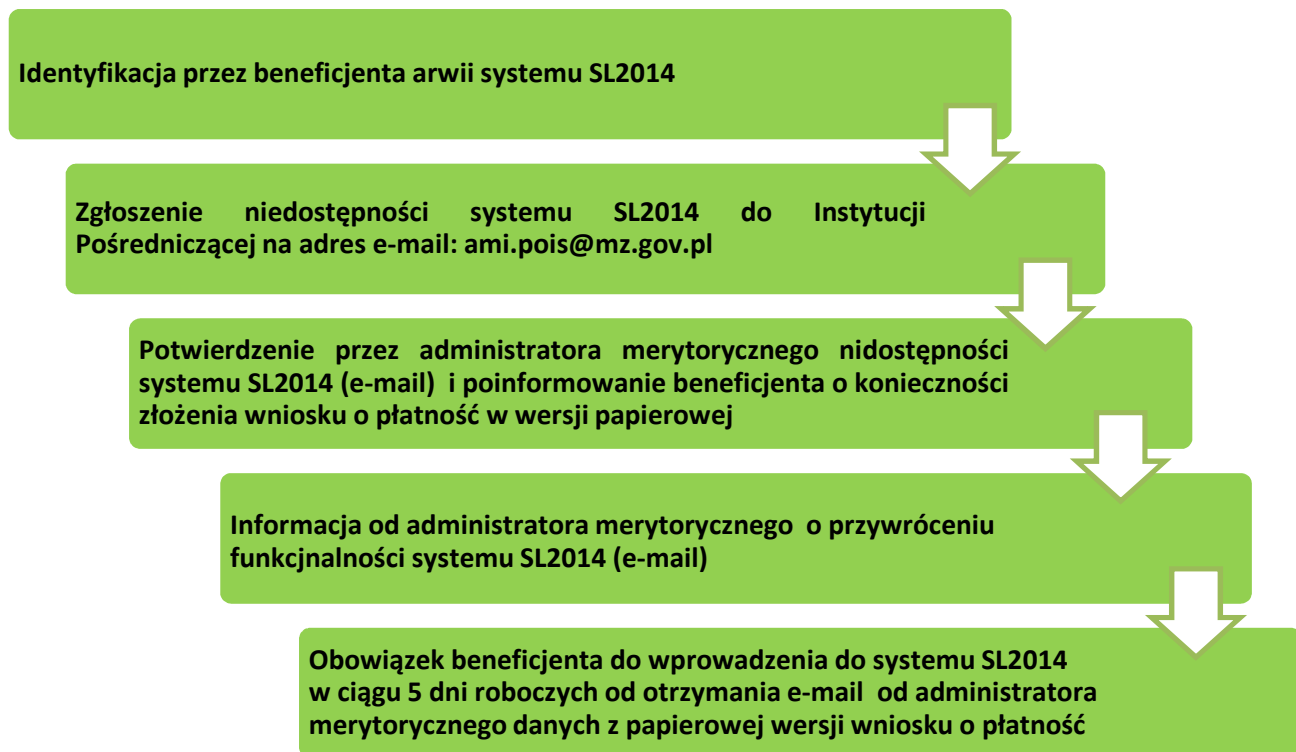 Identyfikacja przez beneficjenta arwii systemu SL2014
Zgłoszenie niedostępności systemu SL2014 do Instytucji
Pośredniczącej na adres e-mail: ami.pois@mz.gov.pl
Potwierdzenie przez administratora merytorycznego nidostępności
systemu SL2014 (e-mail) i poinformowanie beneficjenta o konieczności
złożenia wniosku o płatność w wersji papierowej
Informacja od administratora merytorycznego o przywróceniu
funkcjnalności systemu SL2014 (e-mail)
Obowiązek beneficjenta do wprowadzenia do systemu SL2014
w ciągu 5 dni roboczych od otrzymania e-mail od administratora
merytorycznego danych z papierowej wersji wniosku o płatność